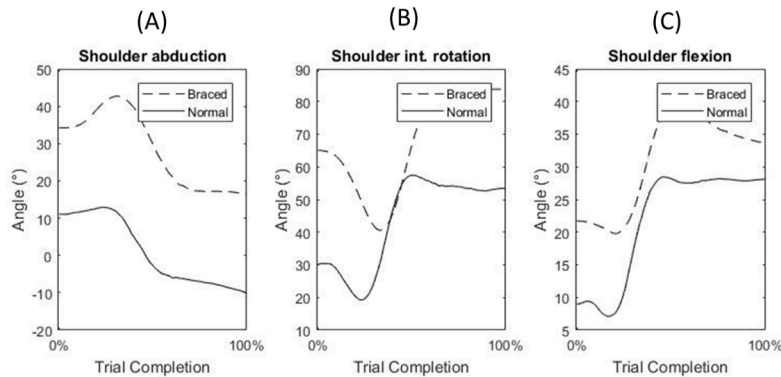 (A)
Shoulder abduction
50
40
30
20
10
0
-10
-20
Angle (°)
Braced
Normal
0%
100%
Trial Completion
(B)
Shoulder int. rotation
100
90
80
70
60
50
40
30
20
10
Angle (°)
Braced
Normal
0%
100%
Trial Completion
(C)
Shoulder flexion
45
40
35
30
25
20
15
10
5
Angle (°)
Braced
Normal
0%
100%
Trial Completion